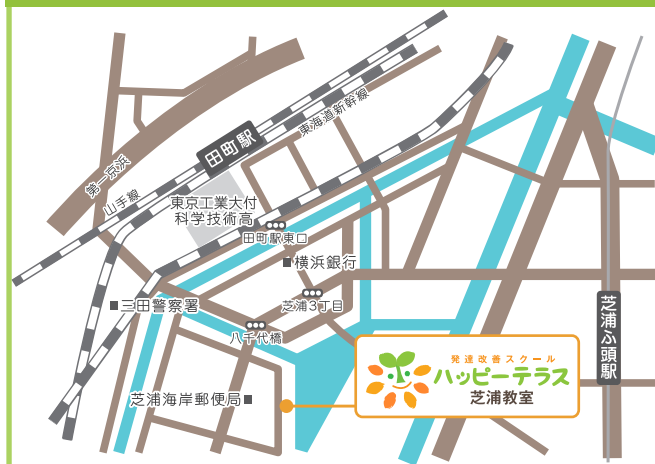 東海道新幹線
田町駅
第一京浜
山手線
東京工業大付
科学技術高
田町駅東口
横浜銀行
芝浦3丁目
三田警察署
八千代橋
芝浦ふ頭駅
発達改善スクール
ハッピーテラス
芝浦教室
芝浦海岸郵便局